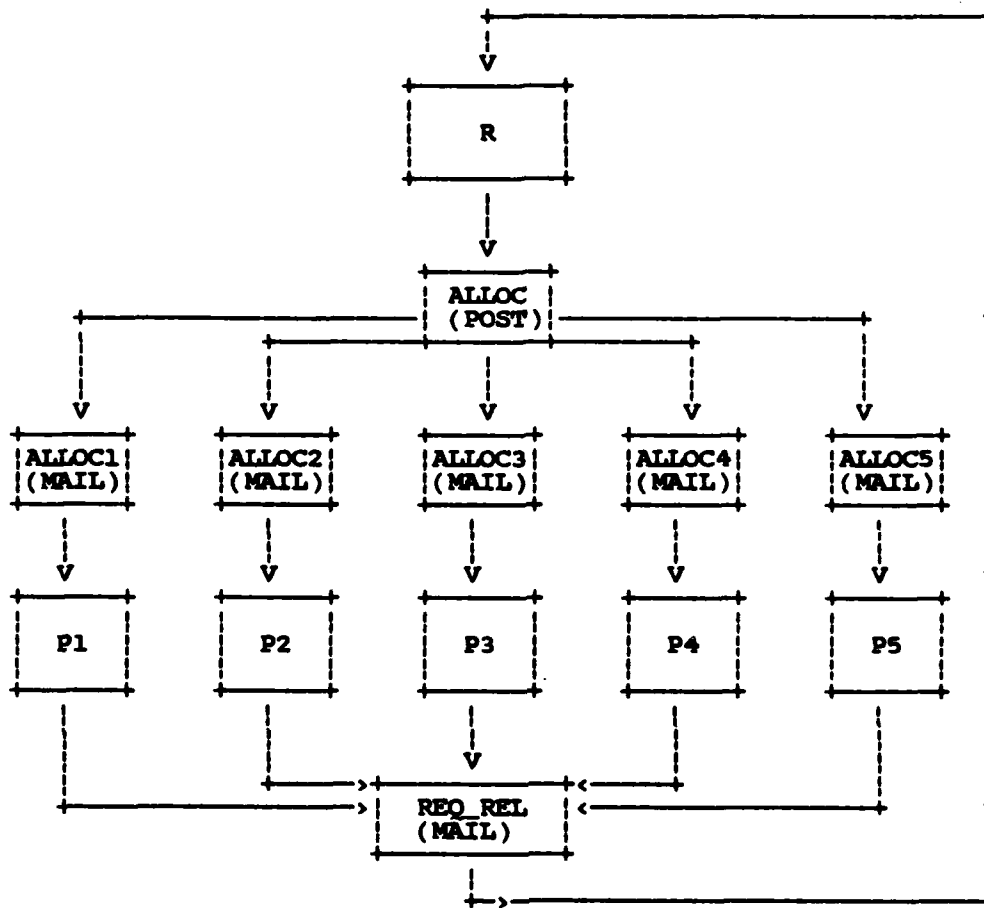 R
ALLOC
(POST)
ALLOC1 ALLOC2 ALLOC3 ALLOC4 ALLOC5
(MAIL) (MAIL) (MAIL) (MAIL) (MAIL)
P1 P2 P3 P4 P5
REQ_REL
(MAIL)